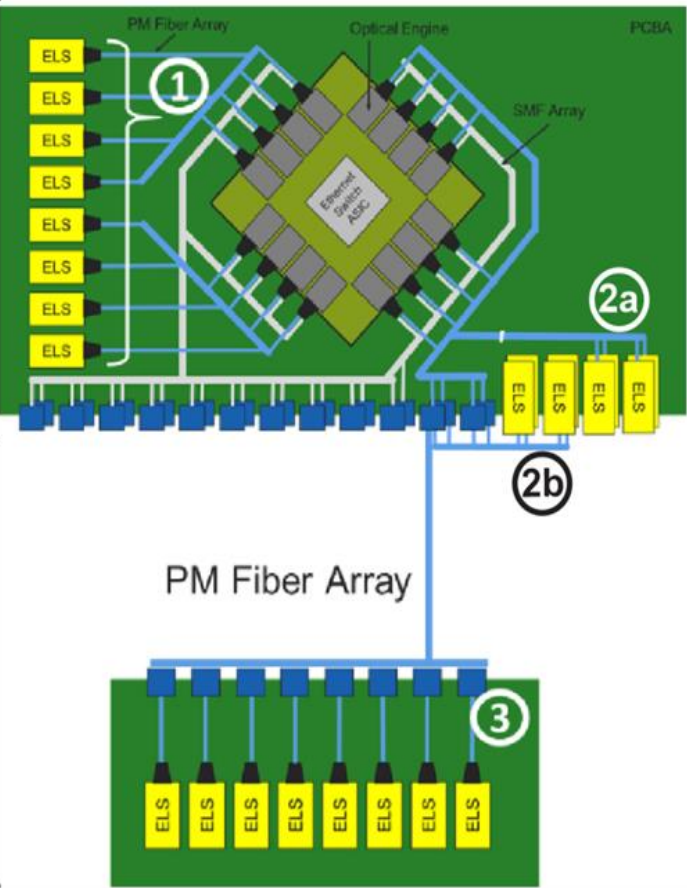 PM Fiber Array
Optical Engine
PCBA
ELS
1
ELS
SMF Array
ELS
ELS
Ethernet
Switch
ASIC
ELS
ELS
ELS
2a
ELS
ELS
ELS
ELS
ELS
2b
PM Fiber Array
3
ELS
ELS
ELS
ELS
ELS
ELS
ELS
ELS